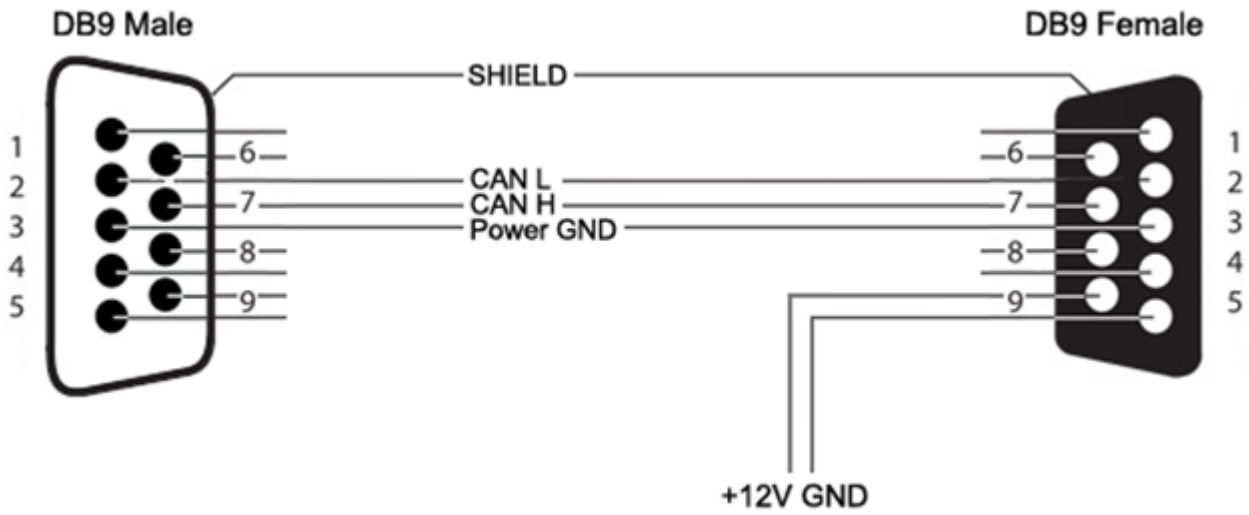 DB9 Male
DB9 Female
SHIELD
1
6
6
1
2
CAN L
2
7
CAN H
7
3
Power GND
3
8
8
4
4
9
9
5
5
+12V GND